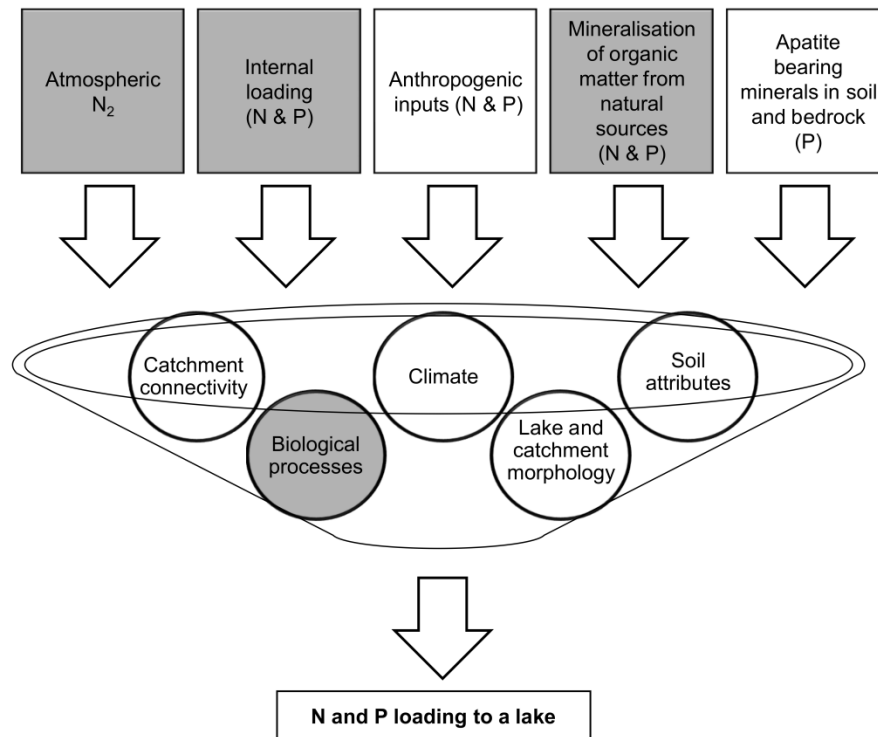 Atmospheric
N₂
Internal
loading
(N & P)
Anthropogenic
inputs (N & P)
Mineralisation
of organic
matter from
natural
sources
(N & P)
Apatite
bearing
minerals in soil
and bedrock
(P)
Catchment
connectivity
Climate
Soil
attributes
Biological
processes
Lake and
catchment
morphology
N and P loading to a lake